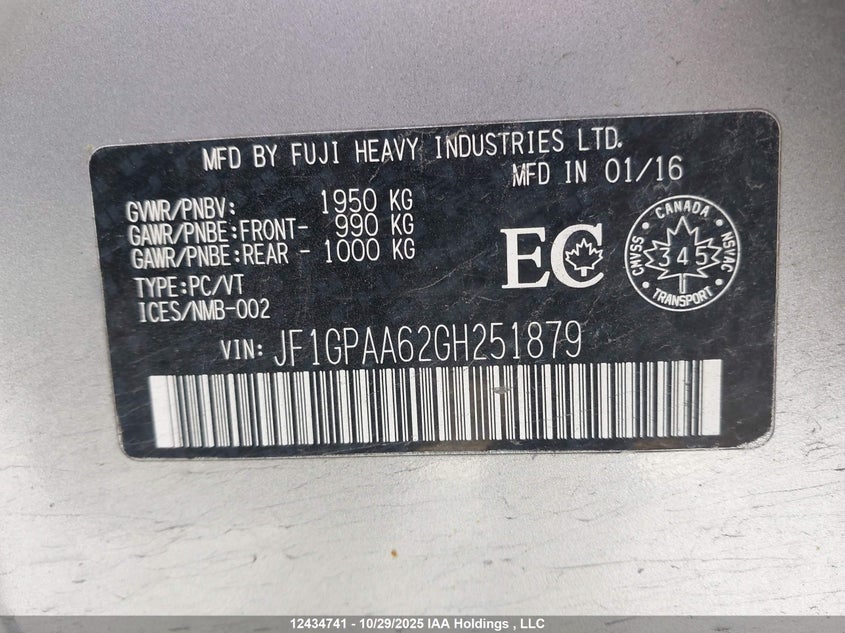 MFD BY FUJI HEAVY INDUSTRIES LTD.
MFD IN 01/16
GVWR/PNBV: 1950 KG
GAWR/PNBE:FRONT- 990 KG
GAWR/PNBE:REAR - 1000 KG
TYPE:PC/VT
ICES/NMB-002
EC
CANADA
CMVSS 345 NSVAC
TRANSPORT
VIN: JF1GPAA62GH251879
12434741 - 10/29/2025 IAA Holdings , LLC